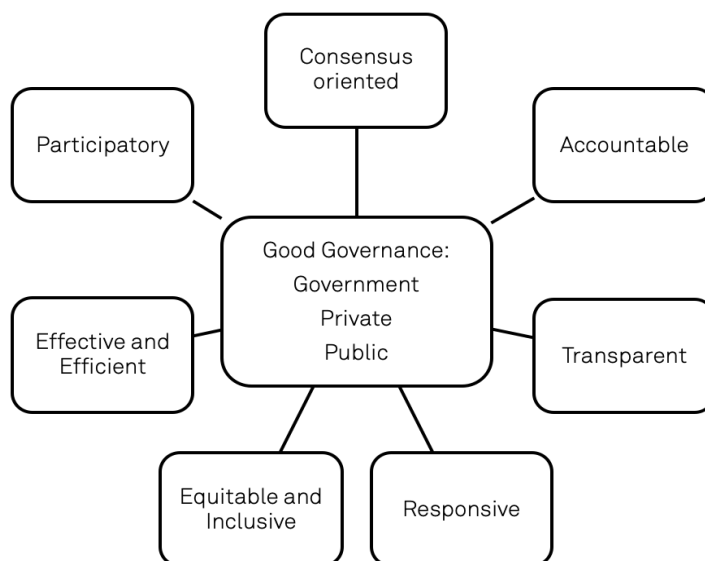 Consensus
oriented
Participatory
Accountable
Good Governance:
Government
Private
Public
Effective and
Efficient
Transparent
Equitable and
Inclusive
Responsive